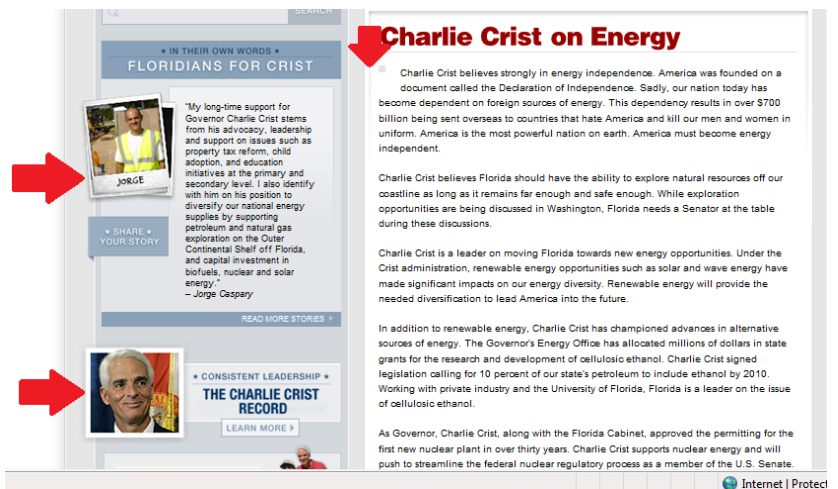 SEARCH
• IN THEIR OWN WORDS •
FLORIDIANS FOR CRIST
"My long-time support for
Governor Charlie Crist stems
from his advocacy, leadership
and support on issues such as
property tax reform, child
adoption, and education
initiatives at the primary and
secondary level. I also identify
with him on his position to
diversify our national energy
supplies by supporting
petroleum and natural gas
exploration on the Outer
Continental Shelf off Florida,
and capital investment in
biofuels, nuclear and solar
energy."
– Jorge Caspary
JORGE
• SHARE •
YOUR STORY
READ MORE STORIES
• CONSISTENT LEADERSHIP •
THE CHARLIE CRIST
RECORD
LEARN MORE
Charlie Crist on Energy
Charlie Crist believes strongly in energy independence. America was founded on a
document called the Declaration of Independence. Sadly, our nation today has
become dependent on foreign sources of energy. This dependency results in over $700
billion being sent overseas to countries that hate America and kill our men and women in
uniform. America is the most powerful nation on earth. America must become energy
independent.
Charlie Crist believes Florida should have the ability to explore natural resources off our
coastline as long as it remains far enough and safe enough. While exploration
opportunities are being discussed in Washington, Florida needs a Senator at the table
during these discussions.
Charlie Crist is a leader on moving Florida towards new energy opportunities. Under the
Crist administration, renewable energy opportunities such as solar and wave energy have
made significant impacts on our energy diversity. Renewable energy will provide the
needed diversification to lead America into the future.
In addition to renewable energy, Charlie Crist has championed advances in alternative
sources of energy. The Governor's Energy Office has allocated millions of dollars in state
grants for the research and development of cellulosic ethanol. Charlie Crist signed
legislation calling for 10 percent of our state's petroleum to include ethanol by 2010.
Working with private industry and the University of Florida, Florida is a leader on the issue
of cellulosic ethanol.
As Governor, Charlie Crist, along with the Florida Cabinet, approved the permitting for the
first new nuclear plant in over thirty years. Charlie Crist supports nuclear energy and will
push to streamline the federal nuclear regulatory process as a member of the U.S. Senate.
Internet | Protect